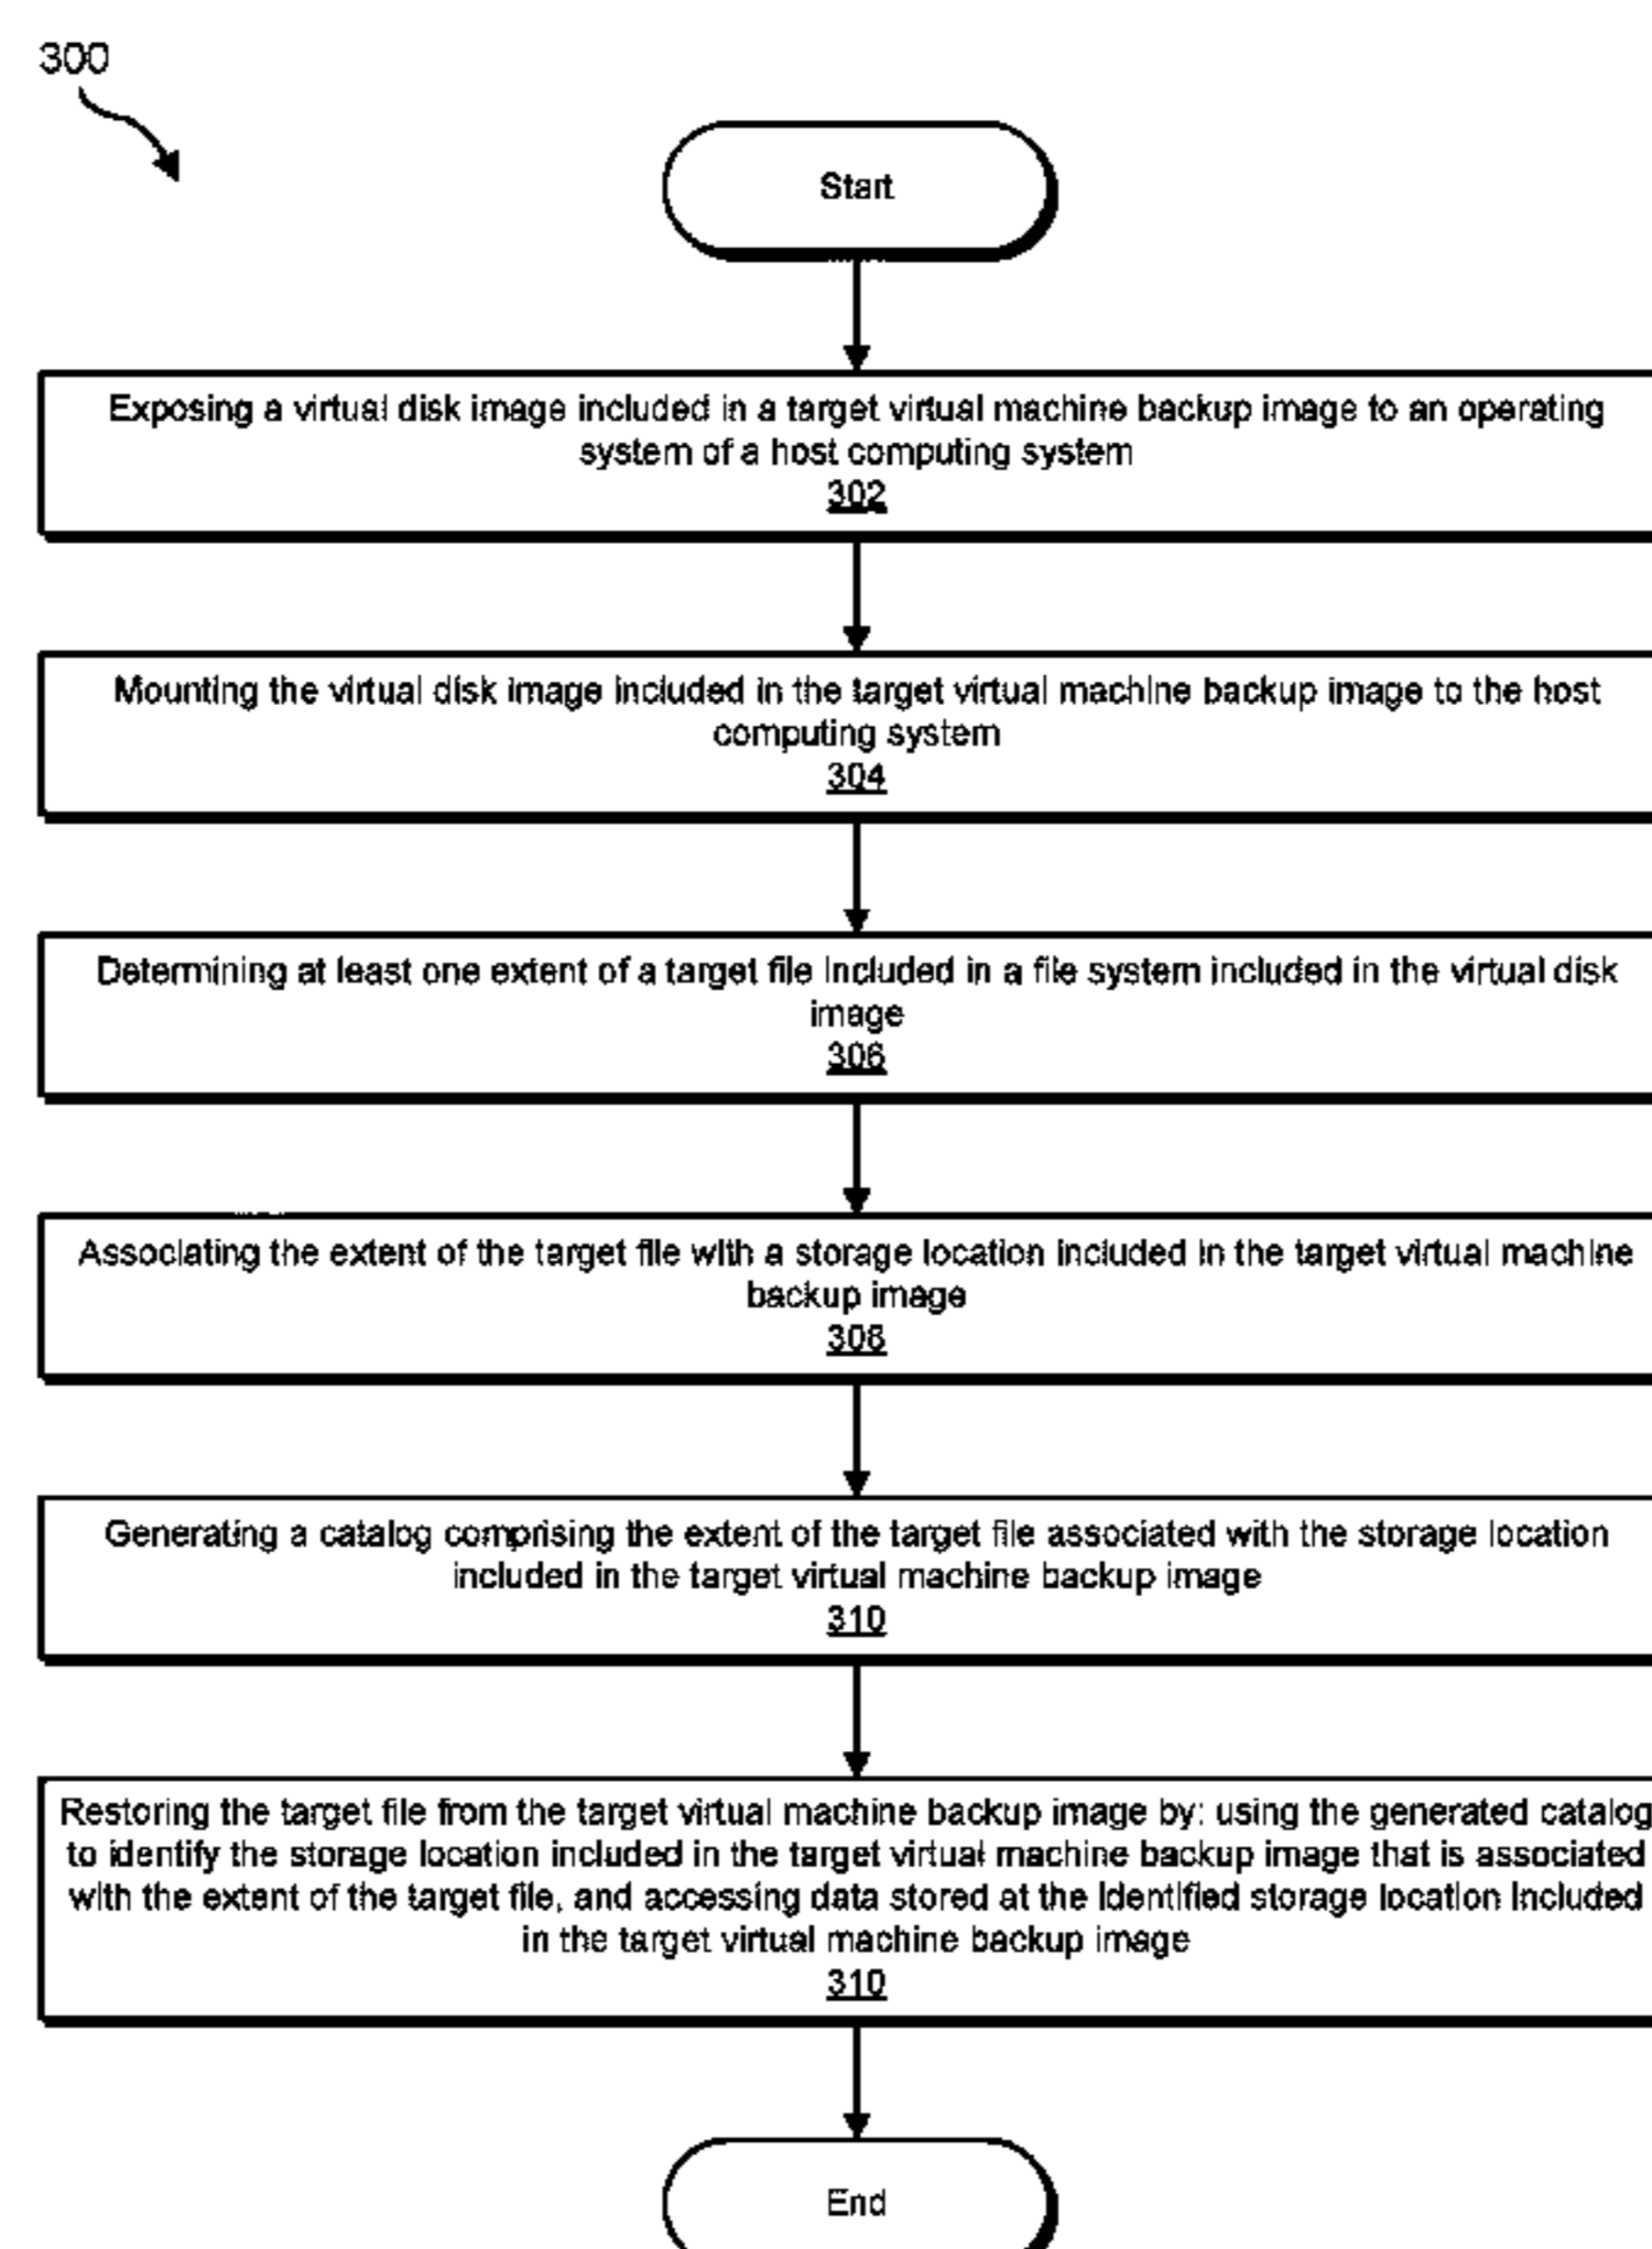 300
Start
Exposing a virtual disk image included in a target virtual machine backup image to an operating
system of a host computing system
302
Mounting the virtual disk image included in the target virtual machine backup image to the host
computing system
304
Determining at least one extent of a target file included in a file system included in the virtual disk
image
306
Associating the extent of the target file with a storage location included in the target virtual machine
backup image
308
Generating a catalog comprising the extent of the target file associated with the storage location
included in the target virtual machine backup image
310
Restoring the target file from the target virtual machine backup image by: using the generated catalog
to identify the storage location included in the target virtual machine backup image that is associated
with the extent of the target file, and accessing data stored at the identified storage location included
in the target virtual machine backup image
310
End